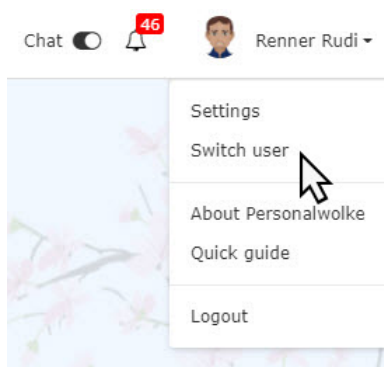 Chat 46 Renner Rudi
Settings
Switch user
About Personalwolke
Quick guide
Logout